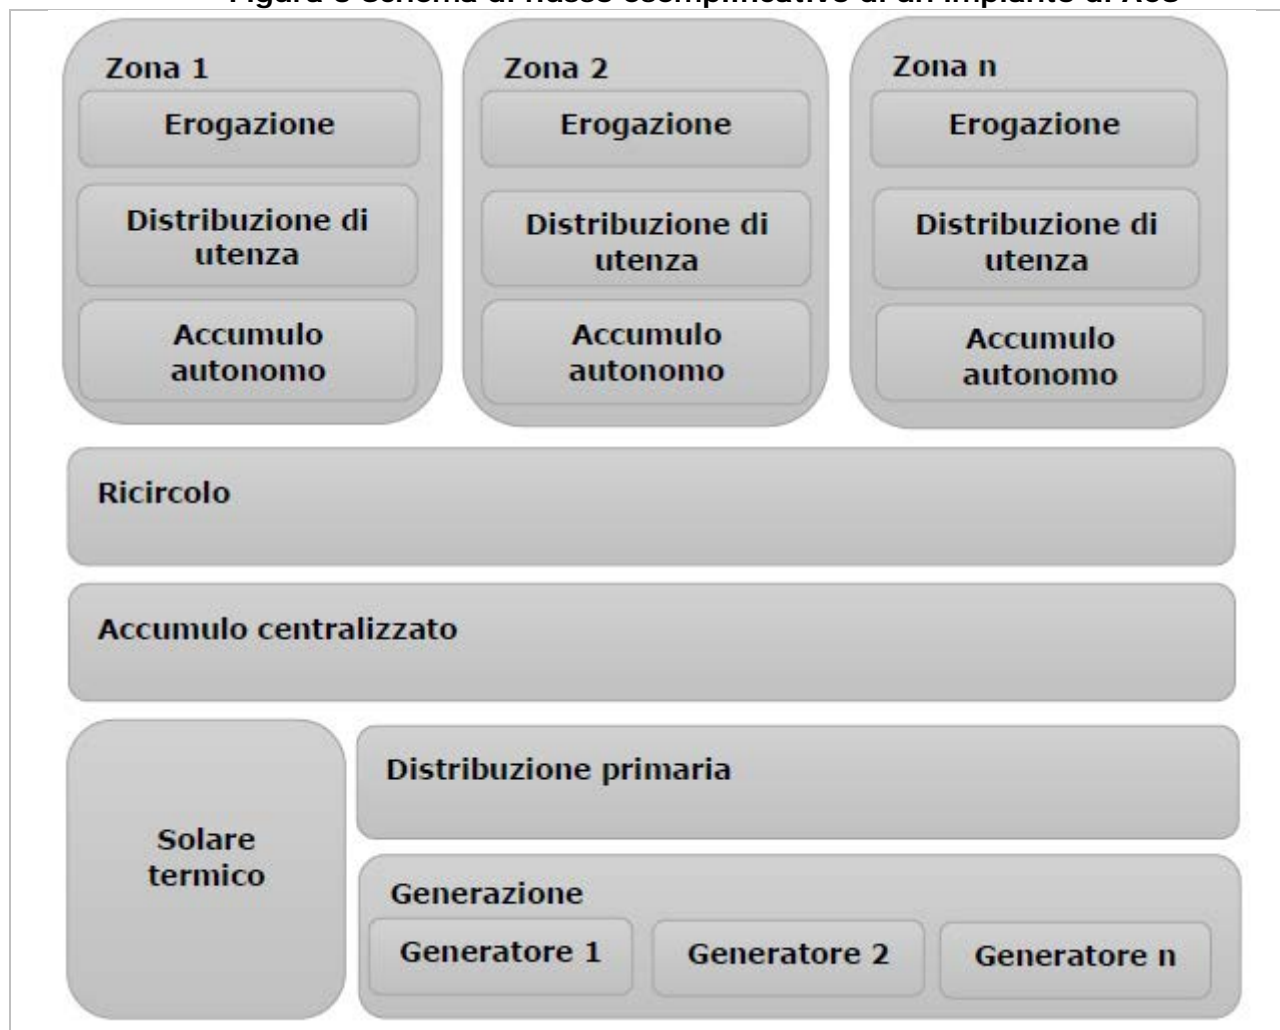 Zona 1
Erogazione
Distribuzione di
utenza
Accumulo
autonomo
Zona 2
Erogazione
Distribuzione di
utenza
Accumulo
autonomo
Zona n
Erogazione
Distribuzione di
utenza
Accumulo
autonomo
Ricircolo
Accumulo centralizzato
Solare
termico
Distribuzione primaria
Generazione
Generatore 1
Generatore 2
Generatore n